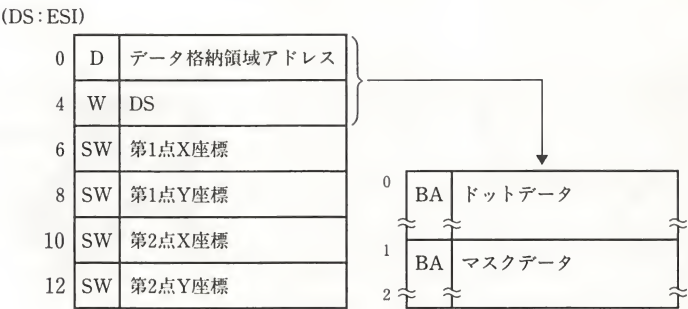 (DS:ESI)
0 D データ格納領域アドレス
4 W DS
6 SW 第1点X座標
8 SW 第1点Y座標
10 SW 第2点X座標
12 SW 第2点Y座標
0 BA ドットデータ
1 BA マスクデータ
2